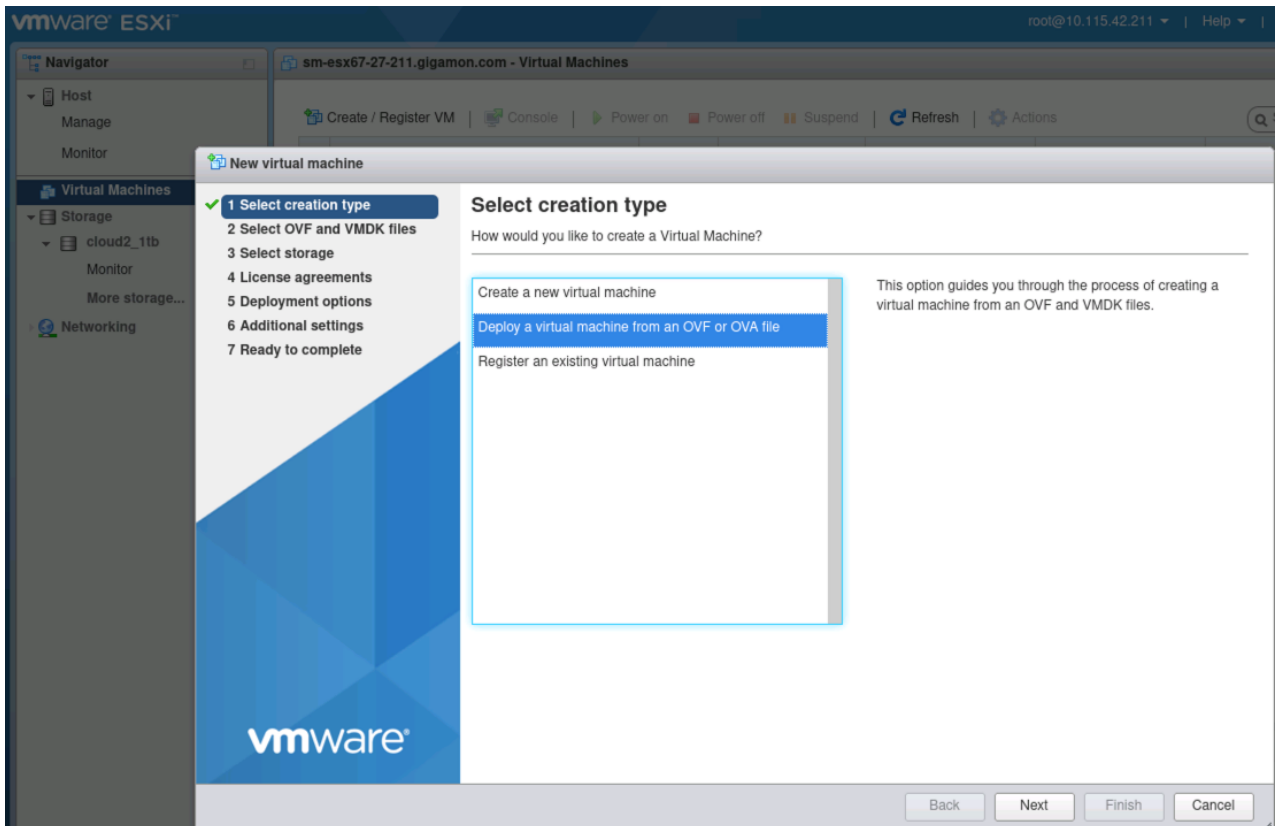 vmware ESXi™
root@10.115.42.211 | Help |
Navigator
sm-esx67-27-211.gigamon.com - Virtual Machines
Host
Manage
Monitor
Create / Register VM | Console | Power on Power off Suspend | Refresh | Actions
Virtual Machines
Storage
cloud2_1tb
Monitor
More storage...
Networking
New virtual machine
1 Select creation type
2 Select OVF and VMDK files
3 Select storage
4 License agreements
5 Deployment options
6 Additional settings
7 Ready to complete
vmware®
Select creation type
How would you like to create a Virtual Machine?
Create a new virtual machine
Deploy a virtual machine from an OVF or OVA file
Register an existing virtual machine
This option guides you through the process of creating a
virtual machine from an OVF and VMDK files.
Back Next Finish Cancel